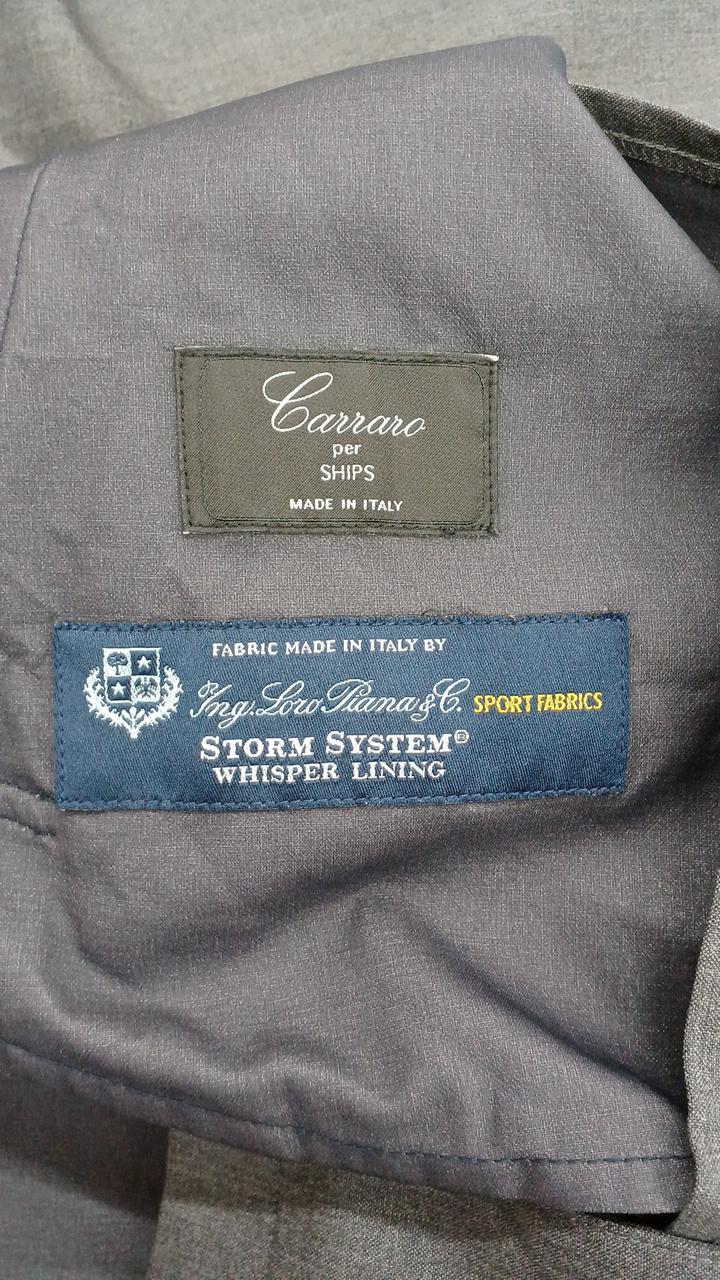 Carraro
per
SHIPS
MADE IN ITALY
FABRIC MADE IN ITALY BY
Ing. Loro Piana & C. SPORT FABRICS
STORM SYSTEM®
WHISPER LINING